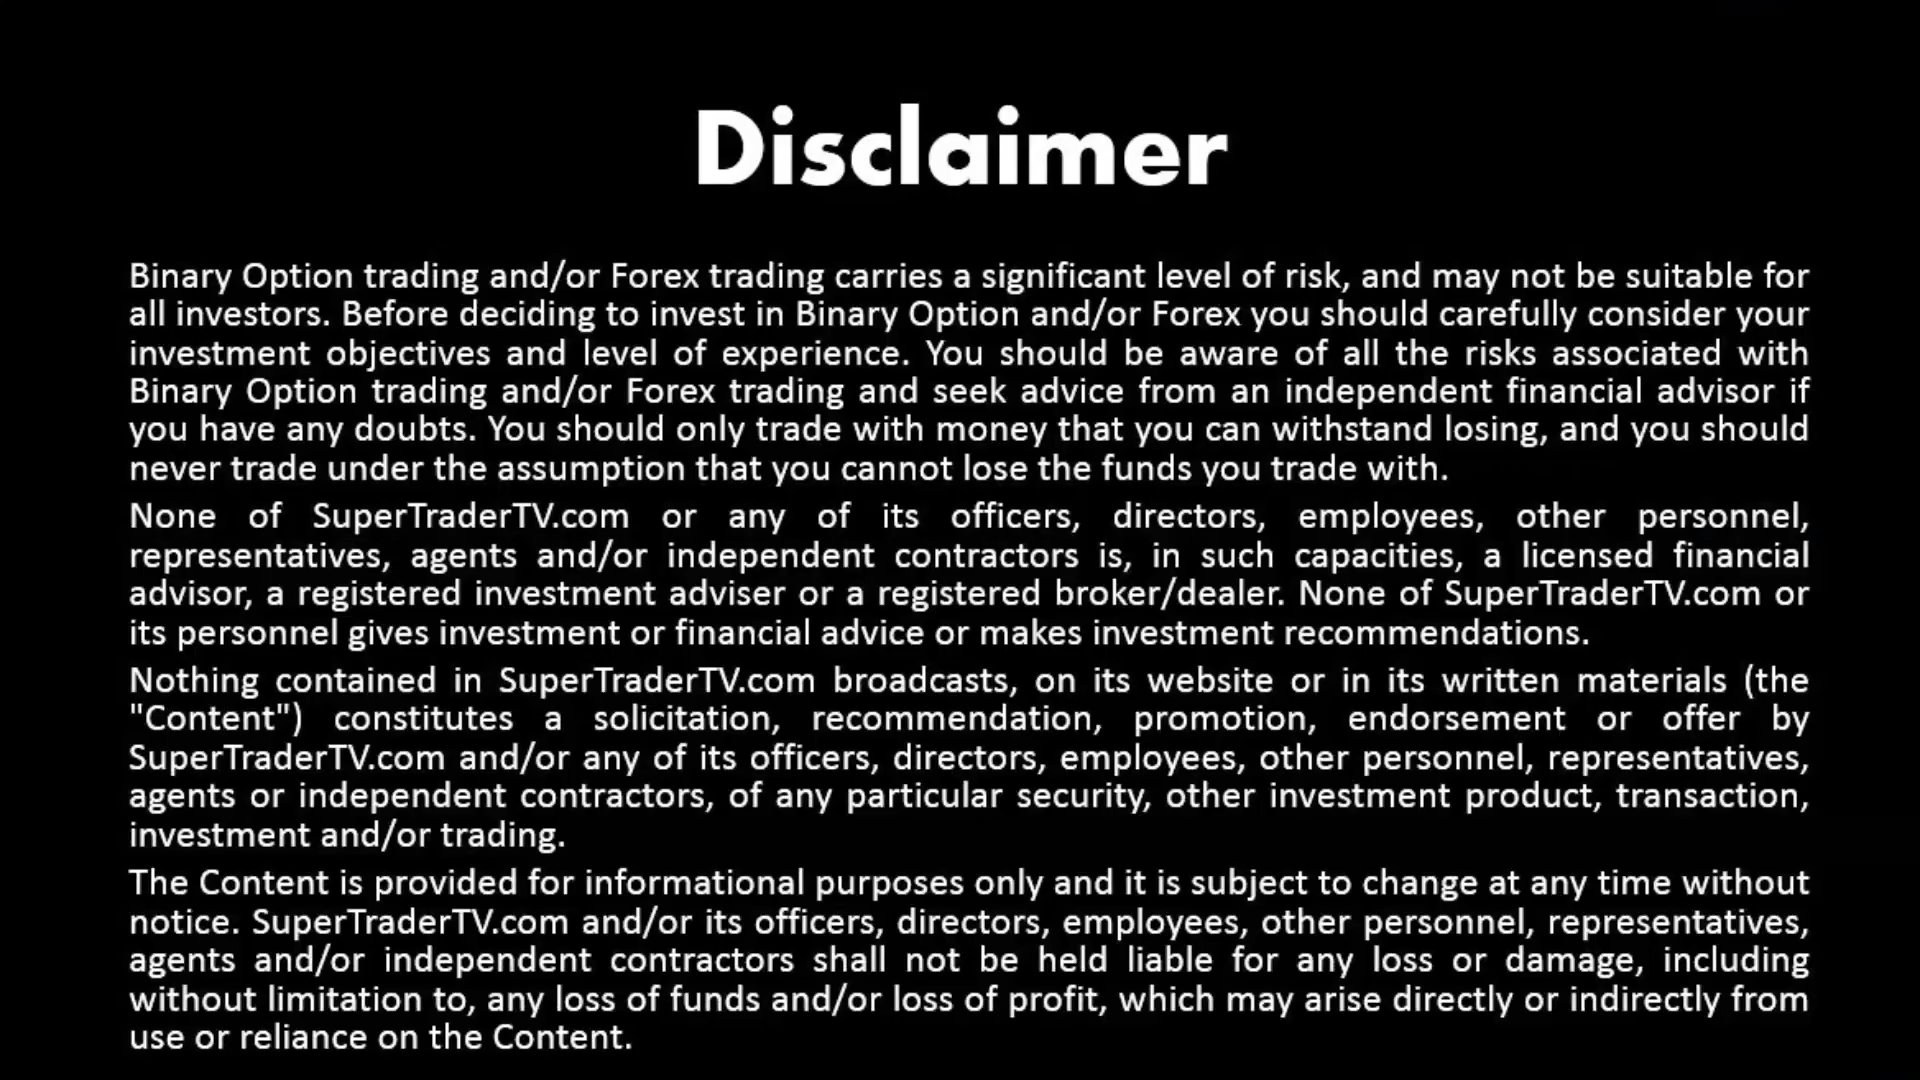 Disclaimer
Binary Option trading and/or Forex trading carries a significant level of risk, and may not be suitable for
all investors. Before deciding to invest in Binary Option and/or Forex you should carefully consider your
investment objectives and level of experience. You should be aware of all the risks associated with
Binary Option trading and/or Forex trading and seek advice from an independent financial advisor if
you have any doubts. You should only trade with money that you can withstand losing, and you should
never trade under the assumption that you cannot lose the funds you trade with.
None of SuperTraderTV.com or any of its officers, directors, employees, other personnel,
representatives, agents and/or independent contractors is, in such capacities, a licensed financial
advisor, a registered investment adviser or a registered broker/dealer. None of SuperTraderTV.com or
its personnel gives investment or financial advice or makes investment recommendations.
Nothing contained in SuperTraderTV.com broadcasts, on its website or in its written materials (the
"Content") constitutes a solicitation, recommendation, promotion, endorsement or offer by
SuperTraderTV.com and/or any of its officers, directors, employees, other personnel, representatives,
agents or independent contractors, of any particular security, other investment product, transaction,
investment and/or trading.
The Content is provided for informational purposes only and it is subject to change at any time without
notice. SuperTraderTV.com and/or its officers, directors, employees, other personnel, representatives,
agents and/or independent contractors shall not be held liable for any loss or damage, including
without limitation to, any loss of funds and/or loss of profit, which may arise directly or indirectly from
use or reliance on the Content.